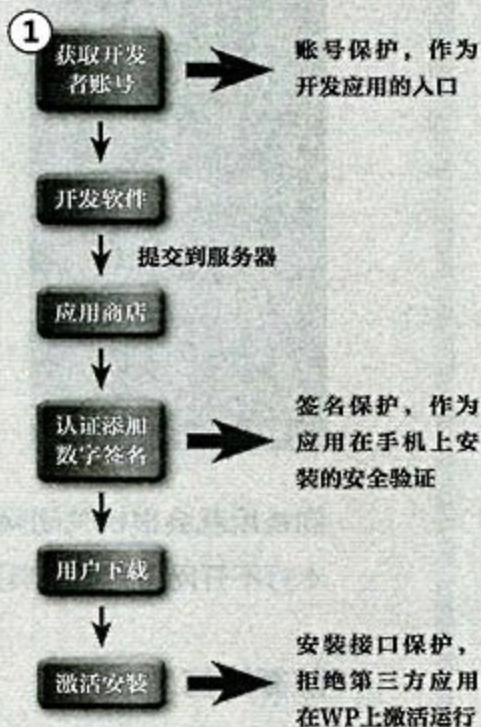 1
获取开发
者账号
账号保护，作为
开发应用的入口
开发软件
提交到服务器
应用商店
认证添加
数字签名
签名保护，作为
应用在手机上安
装的安全验证
用户下载
激活安装
安装接口保护，
拒绝第三方应用
在WP上激活运行